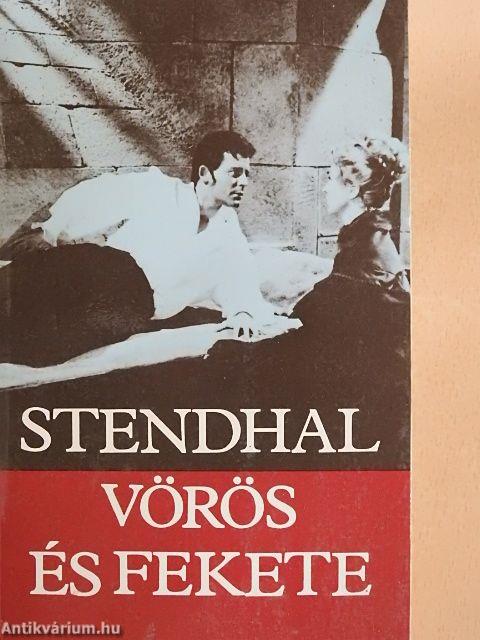 STENDHAL
VÖRÖS
ÉS FEKETE
Antikvárium.hu